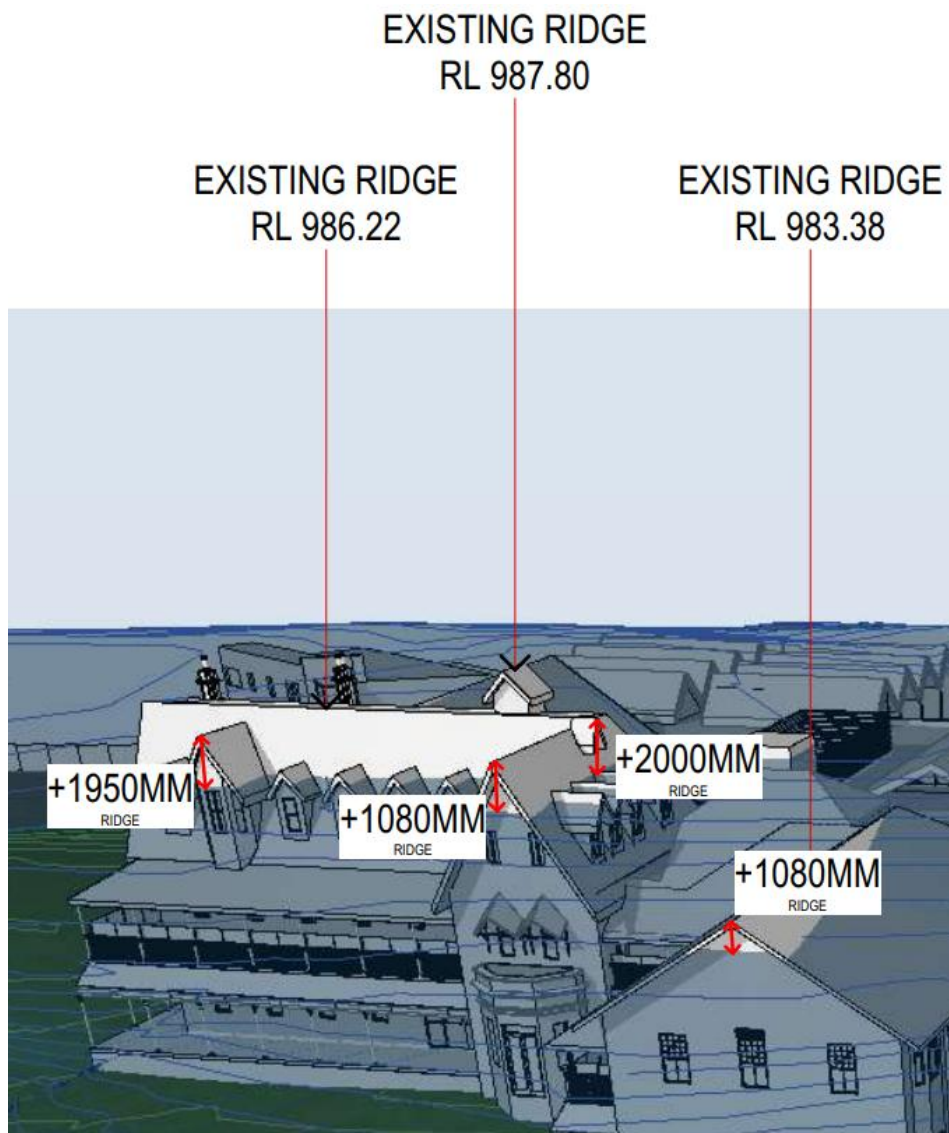 EXISTING RIDGE
RL 987.80
EXISTING RIDGE
RL 986.22
EXISTING RIDGE
RL 983.38
+1950MM
RIDGE
+1080MM
RIDGE
+2000MM
RIDGE
+1080MM
RIDGE